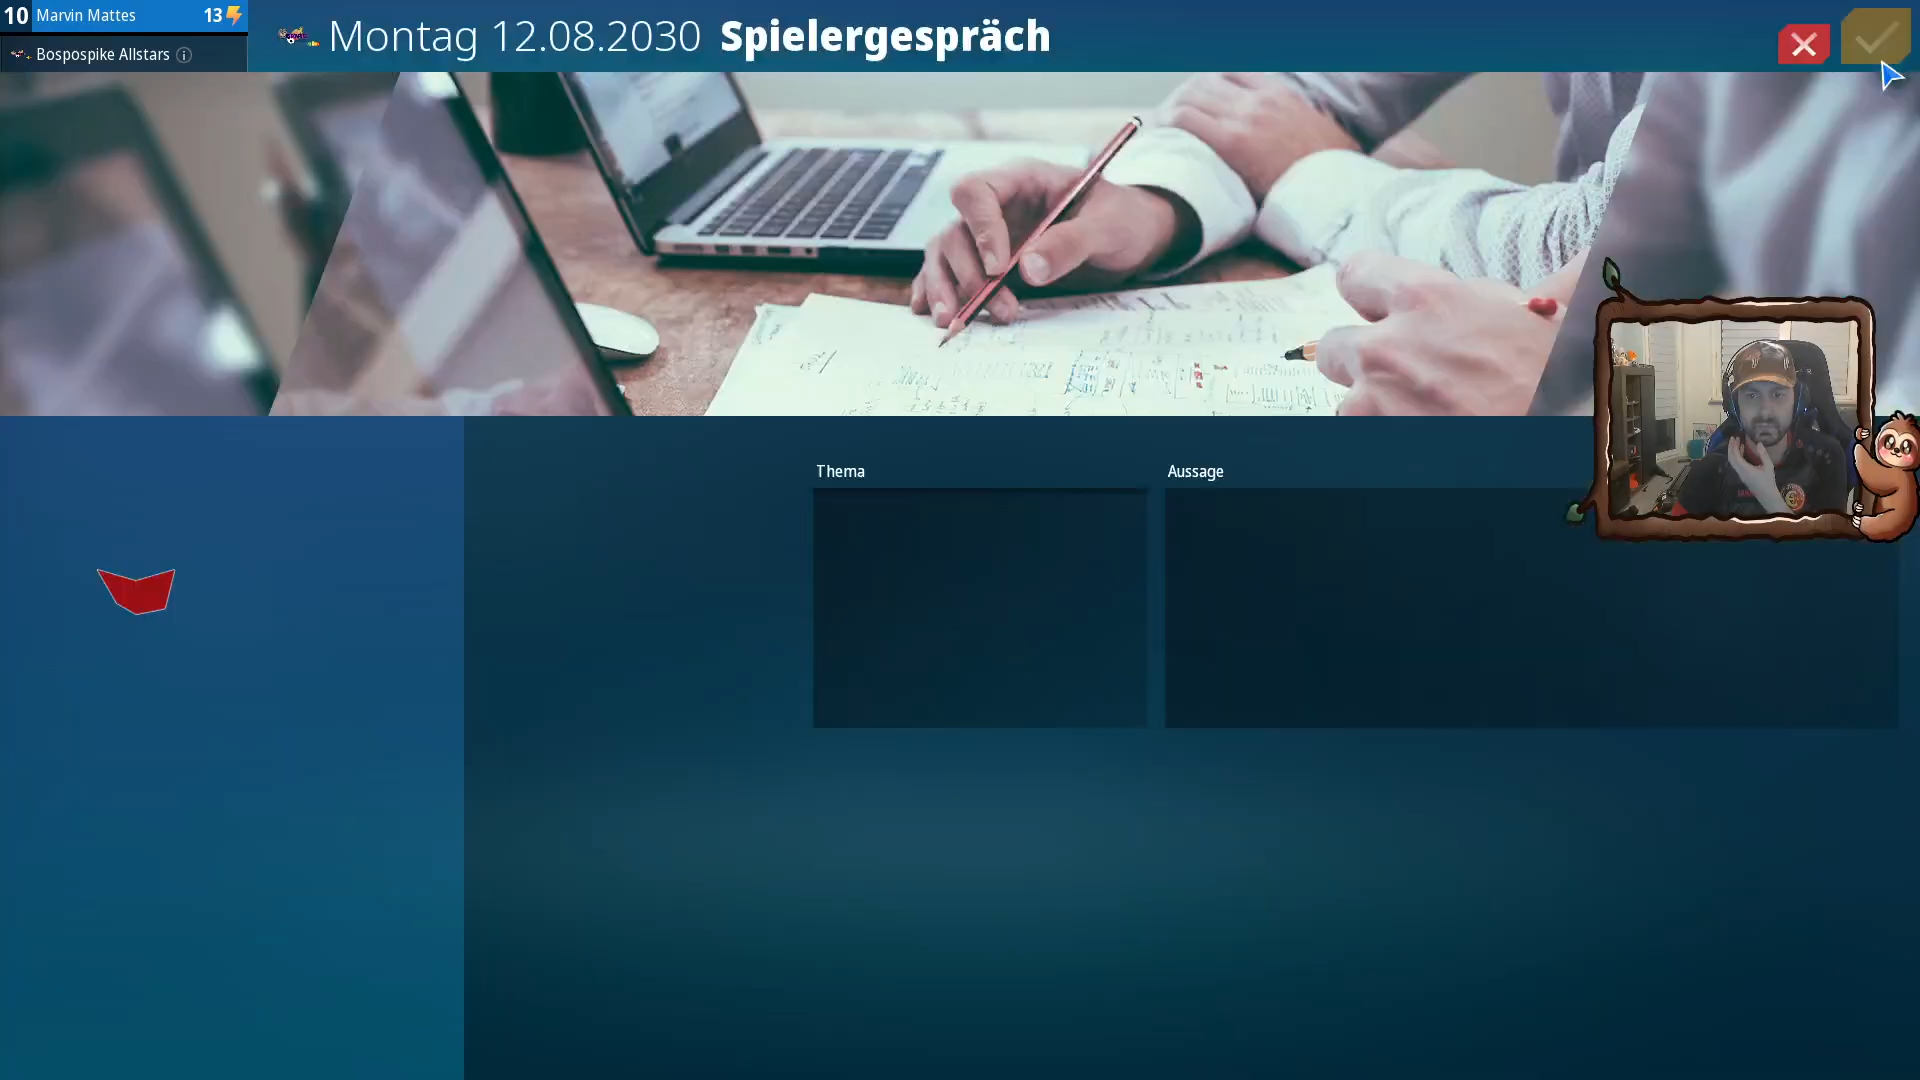 10 Marvin Mattes 13
Bospospike Allstars
Montag 12.08.2030 Spielergespräch
Thema
Aussage